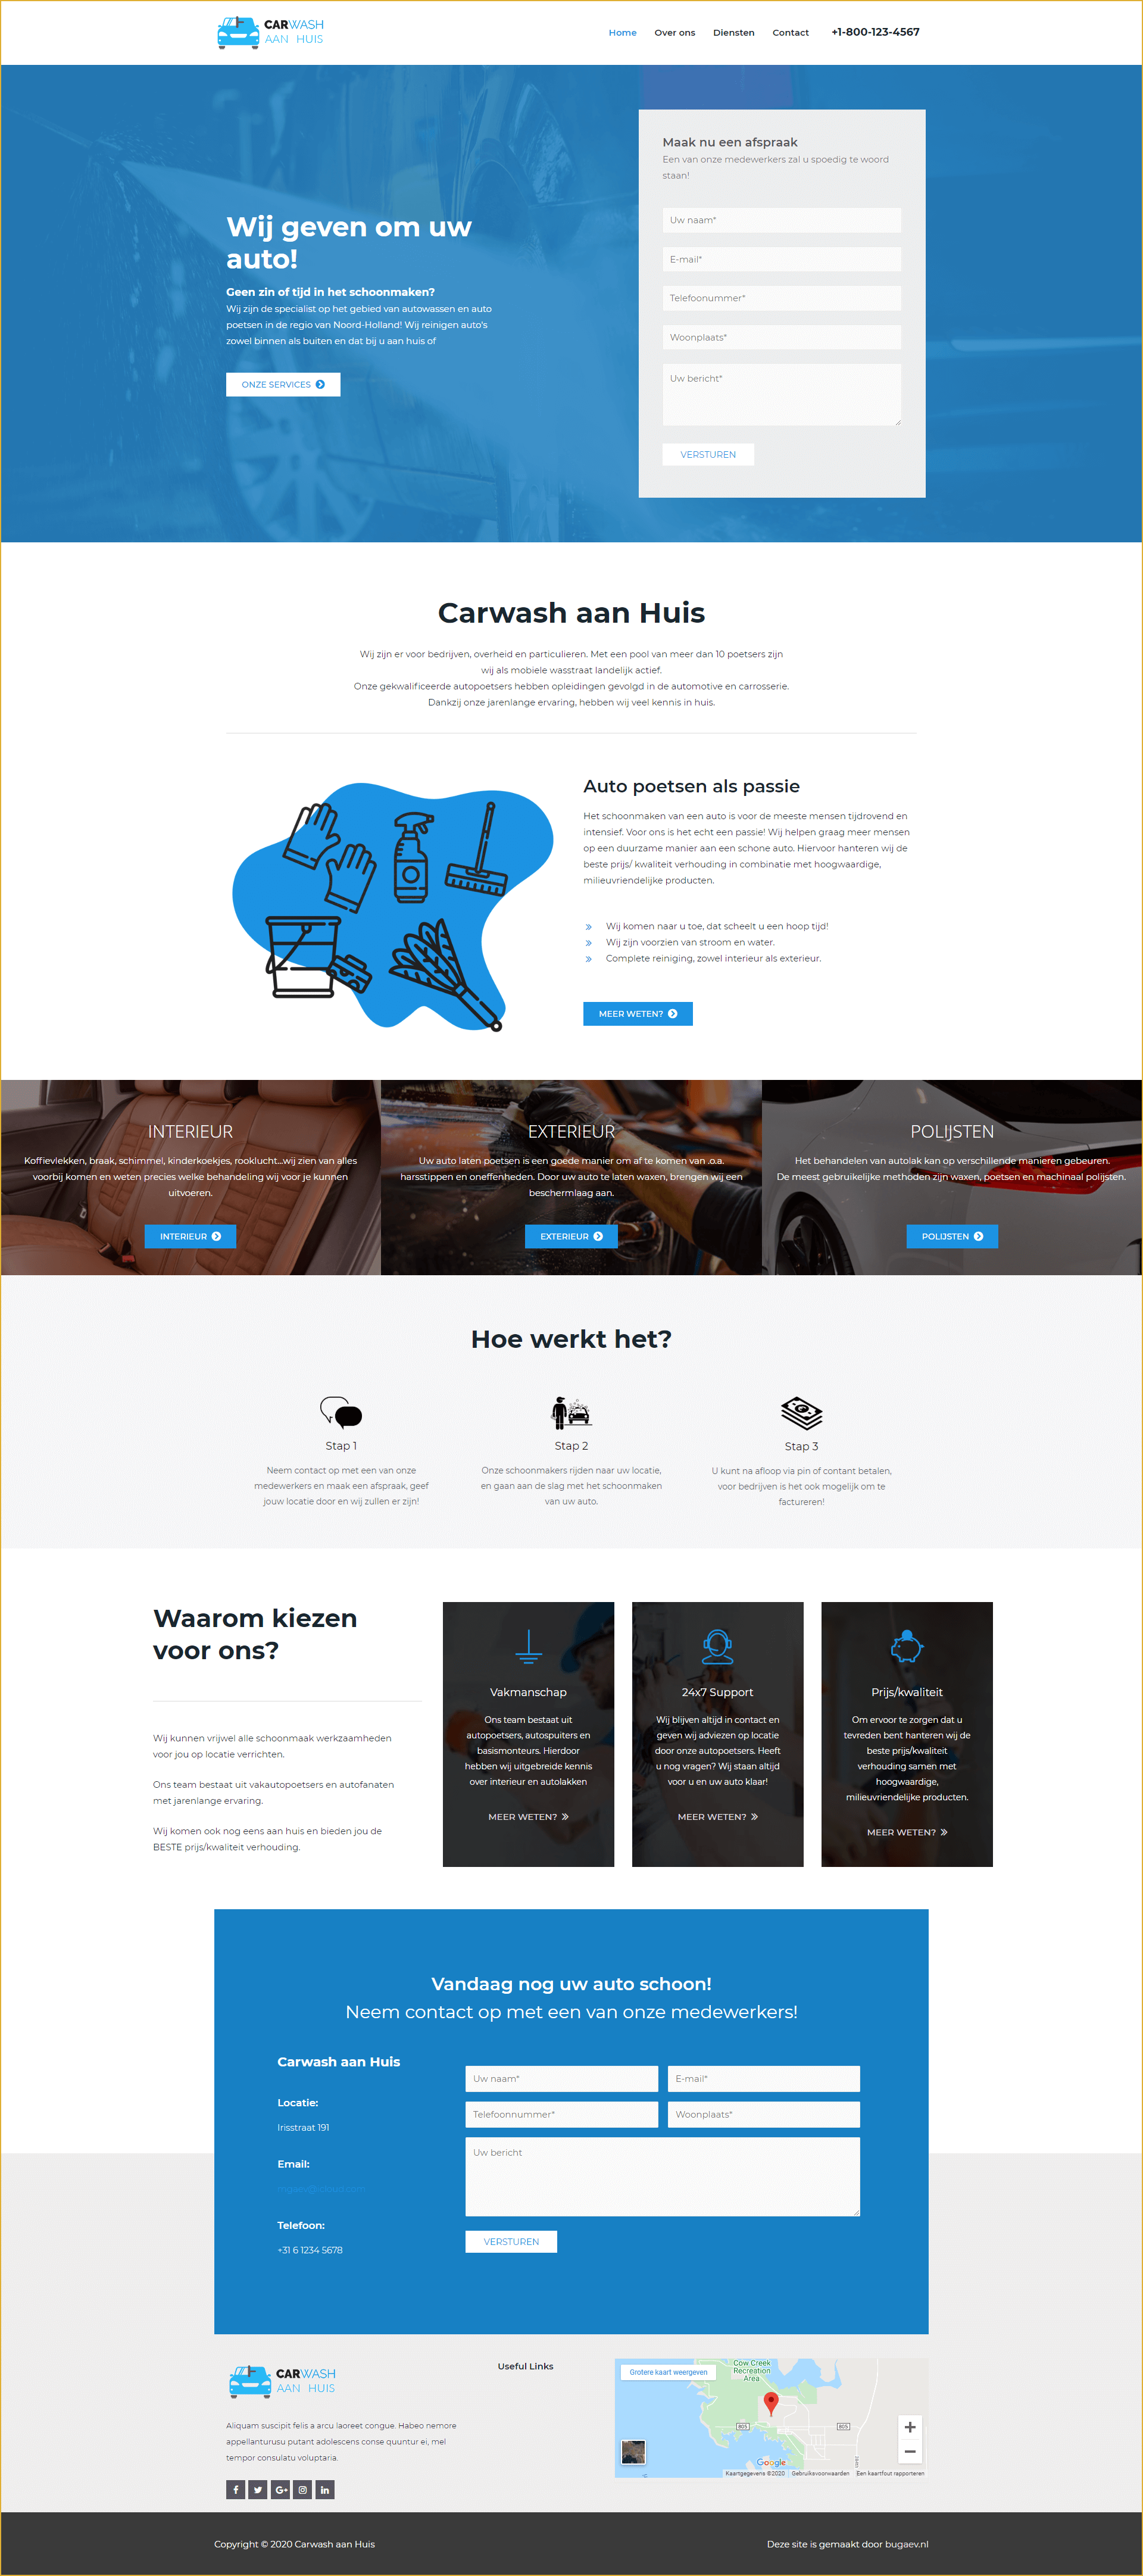 CARWASH
AAN HUIS
Home
Over ons
Diensten
Contact
+1-800-123-4567
Wij geven om uw
auto!
Geen zin of tijd in het schoonmaken?
Wij zijn de specialist op het gebied van autowassen en auto
poetsen in de regio van Noord-Holland! Wij reinigen auto's
zowel binnen als buiten en dat bij u aan huis of
ONZE SERVICES
Maak nu een afspraak
Een van onze medewerkers zal u spoedig te woord
staan!
Uw naam*
E-mail*
Telefoonummer*
Woonplaats*
Uw bericht*
VERSTUREN
Carwash aan Huis
Wij zijn er voor bedrijven, overheid en particulieren. Met een pool van meer dan 10 poetsers zijn
wij als mobiele wasstraat landelijk actief.
Onze gekwalificeerde autopoetsers hebben opleidingen gevolgd in de automotive en carrosserie.
Dankzij onze jarenlange ervaring, hebben wij veel kennis in huis.
Auto poetsen als passie
Het schoonmaken van een auto is voor de meeste mensen tijdrovend en
intensief. Voor ons is het echt een passie! Wij helpen graag meer mensen
op een duurzame manier aan een schone auto. Hiervoor hanteren wij de
beste prijs/ kwaliteit verhouding in combinatie met hoogwaardige,
milieuvriendelijke producten.
Wij komen naar u toe, dat scheelt u een hoop tijd!
Wij zijn voorzien van stroom en water.
Complete reiniging, zowel interieur als exterieur.
MEER WETEN?
INTERIEUR
Koffievlekken, braak, schimmel, kinderkoekjes, rooklucht...wij zien van alles
voorbij komen en weten precies welke behandeling wij voor je kunnen
uitvoeren.
INTERIEUR
EXTERIEUR
Uw auto laten poetsen is een goede manier om af te komen van .o.a.
harsstippen en oneffenheden. Door uw auto te laten waxen, brengen wij een
beschermlaag aan.
EXTERIEUR
POLIJSTEN
Het behandelen van autolak kan op verschillende manieren gebeuren.
De meest gebruikelijke methoden zijn waxen, poetsen en machinaal polijsten.
POLIJSTEN
Hoe werkt het?
Stap 1
Neem contact op met een van onze
medewerkers en maak een afspraak, geef
jouw locatie door en wij zullen er zijn!
Stap 2
Onze schoonmakers rijden naar uw locatie,
en gaan aan de slag met het schoonmaken
van uw auto.
Stap 3
U kunt na afloop via pin of contant betalen,
voor bedrijven is het ook mogelijk om te
factureren!
Waarom kiezen
voor ons?
Wij kunnen vrijwel alle schoonmaak werkzaamheden
voor jou op locatie verrichten.
Ons team bestaat uit vakautopoetsers en autofanaten
met jarenlange ervaring.
Wij komen ook nog eens aan huis en bieden jou de
BESTE prijs/kwaliteit verhouding.
Vakmanschap
Ons team bestaat uit
autopoetsers, autospuiters en
basismonteurs. Hierdoor
hebben wij uitgebreide kennis
over interieur en autolakken
MEER WETEN?
24x7 Support
Wij blijven altijd in contact en
geven wij adviezen op locatie
door onze autopoetsers. Heeft
u nog vragen? Wij staan altijd
voor u en uw auto klaar!
MEER WETEN?
Prijs/kwaliteit
Om ervoor te zorgen dat u
tevreden bent hanteren wij de
beste prijs/kwaliteit
verhouding samen met
hoogwaardige,
milieuvriendelijke producten.
MEER WETEN?
Vandaag nog uw auto schoon!
Neem contact op met een van onze medewerkers!
Carwash aan Huis
Locatie:
Irisstraat 191
Email:
Telefoon:
+31 6 1234 5678
Uw naam*
E-mail*
Telefoonnummer*
Woonplaats*
Uw bericht
VERSTUREN
CARWASH
AAN HUIS
Aliquam suscipit felis a arcu laoreet congue. Habeo nemore
appellanturusu putant adolescens conse quuntur ei, mel
tempor consulatu voluptaria.
Useful Links
Grotere kaart weergeven
Cow Creek
Recreation
Area
805
805
Google
Kaartgegevens ©2020
Gebruiksvoorwaarden
Een kaartfout rapporteren
Copyright © 2020 Carwash aan Huis
Deze site is gemaakt door bugaev.nl